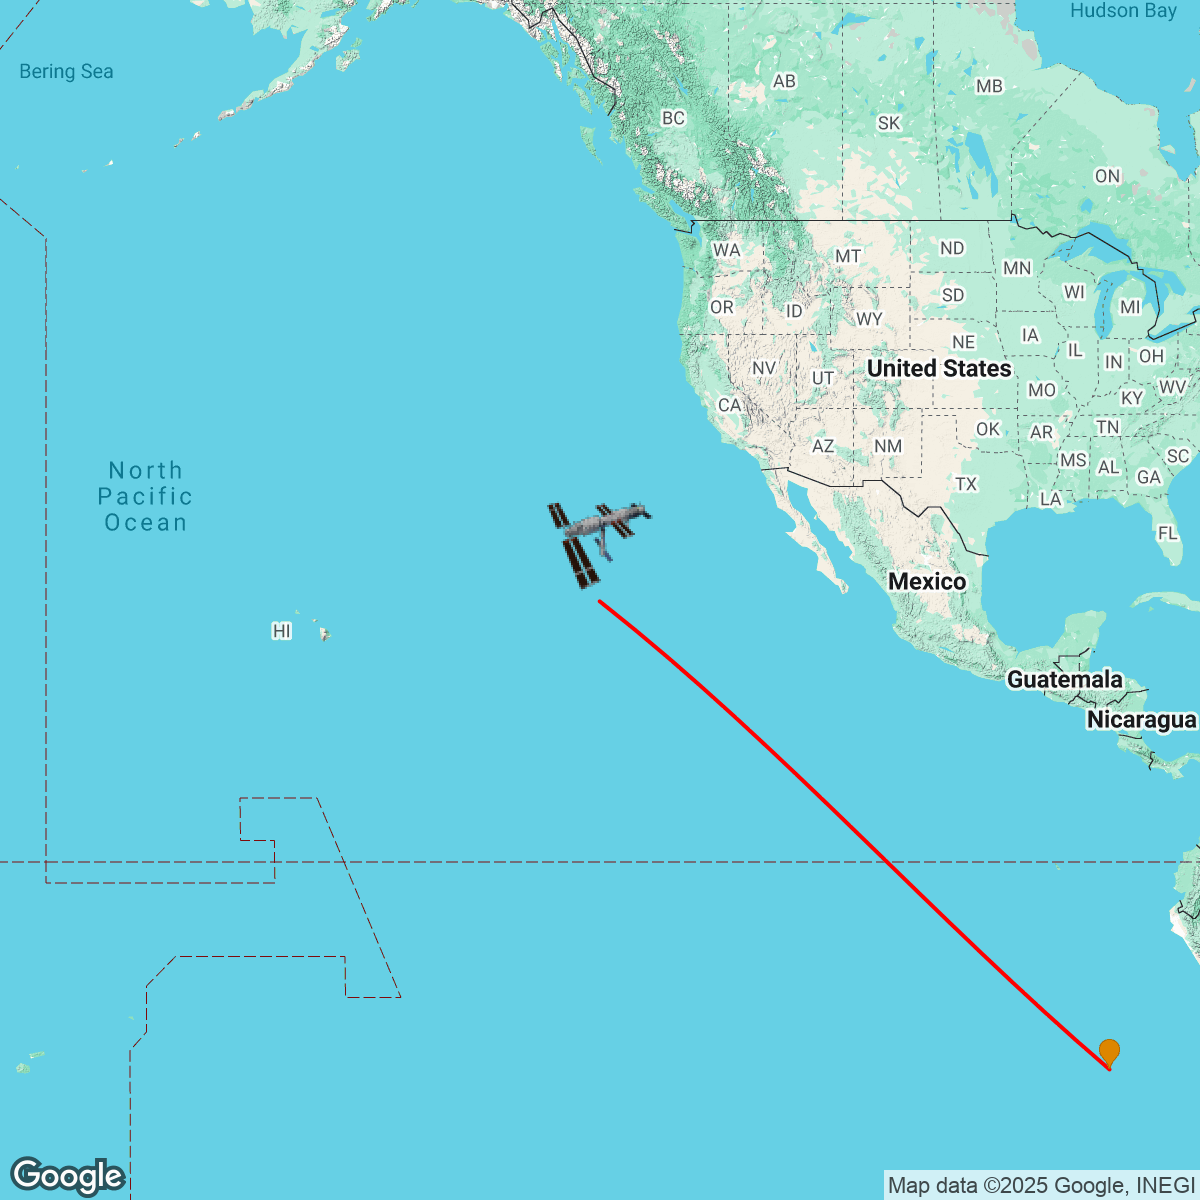 Hudson Bay
Bering Sea
AB
MB
BC
SK
ON
WA
MT
ND
MN
WI
MI
OR
ID
WY
SD
IA
NE
IL
IN
OH
NV
UT
United States
MO
KY
WV
CA
OK
AR
TN
AZ
NM
MS
AL
SC
GA
TX
LA
FL
North
Pacific
Ocean
Mexico
HI
Guatemala
Nicaragua
Google
Map data ©2025 Google, INEGI